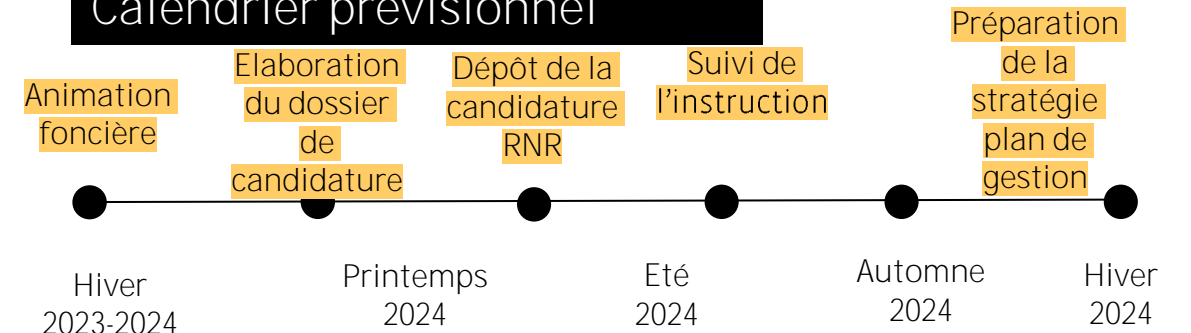 Calendrier prévisionnel
Animation
foncière
Elaboration
du dossier
de
candidature
Dépôt de la
candidature
RNR
Suivi de
l'instruction
Préparation
de la
stratégie
plan de
gestion
Hiver
2023-2024
Printemps
2024
Eté
2024
Automne
2024
Hiver
2024